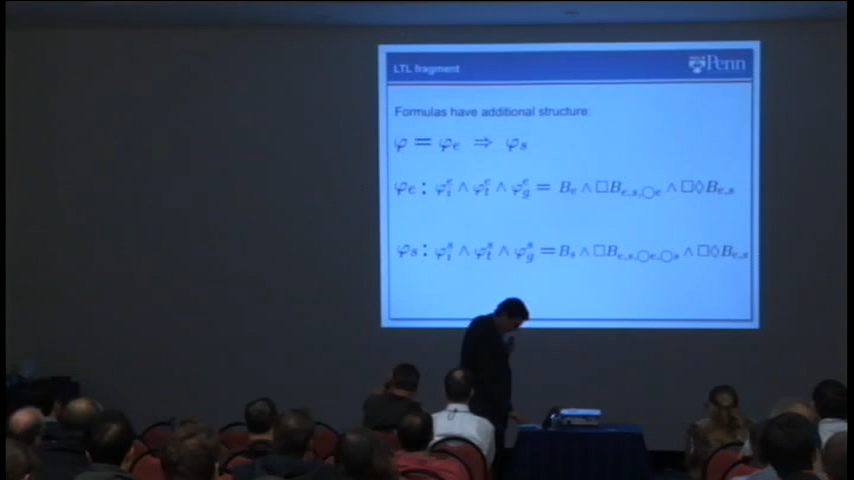 LTL fragment
Penn
Formulas have additional structure:
φ = φ_e ⇒ φ_s
φ_e : φ_i^e ∧ φ_t^e ∧ φ_g^e = B_e ∧ □B_{e,s,◯e} ∧ □◊B_{e,s}
φ_s : φ_i^s ∧ φ_t^s ∧ φ_g^s = B_s ∧ □B_{e,s,◯e,◯s} ∧ □◊B_{e,s}